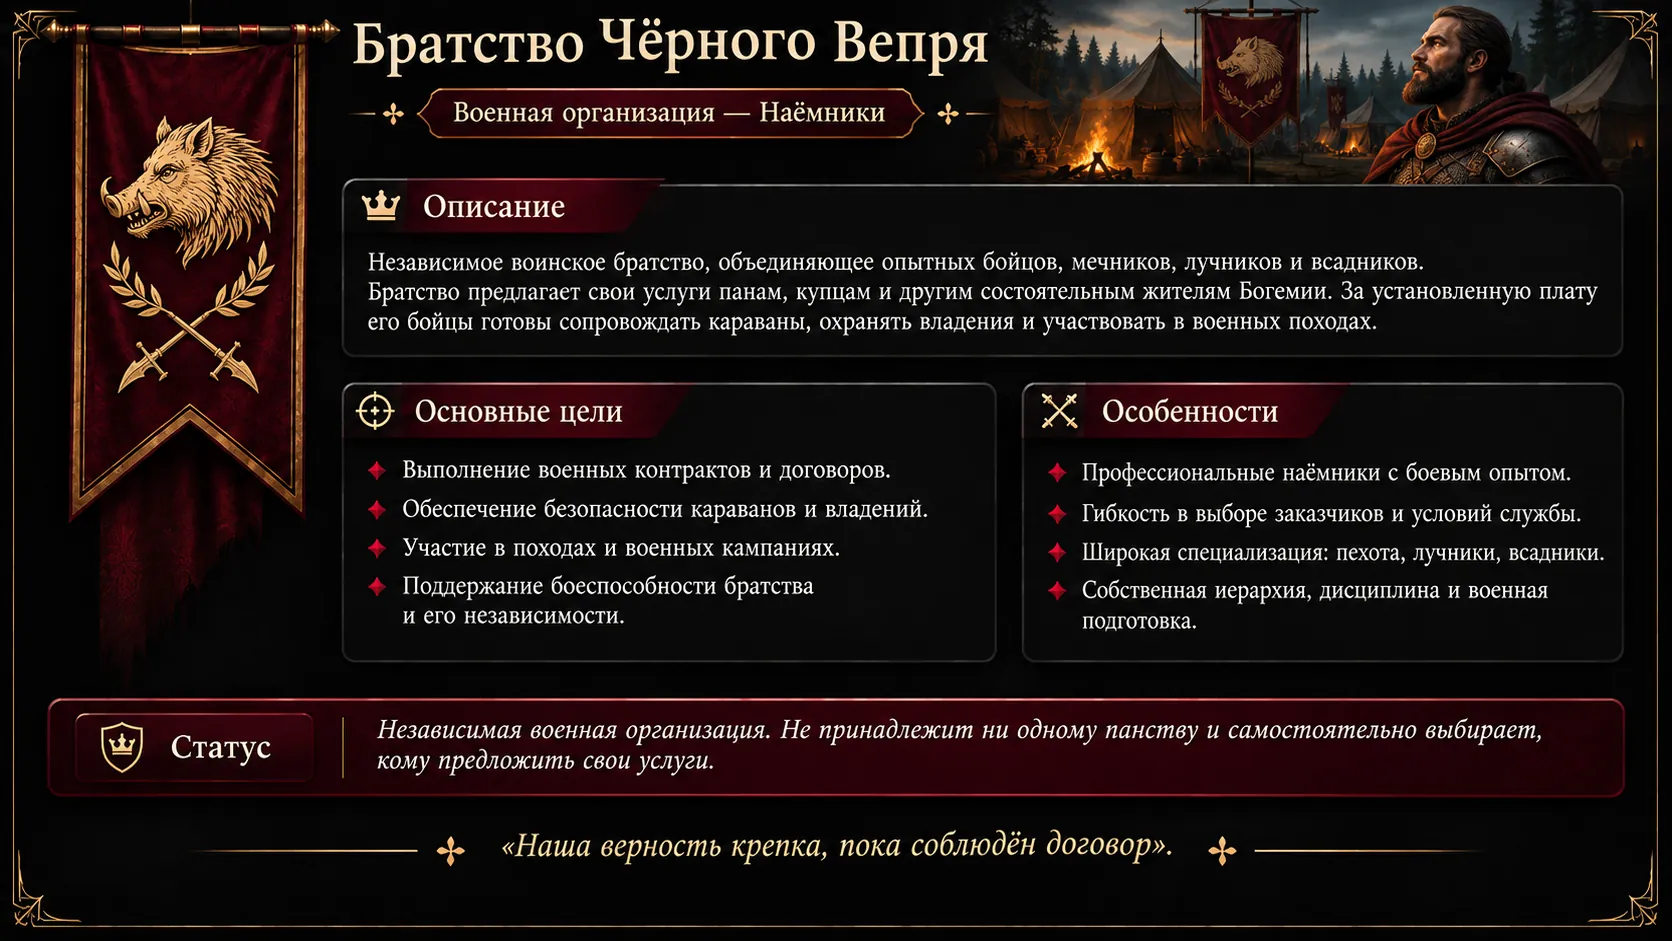 Братство Чёрного Вепря
Военная организация — Наёмники
Описание
Независимое воинское братство, объединяющее опытных бойцов, мечников, лучников и всадников.
Братство предлагает свои услуги панам, купцам и другим состоятельным жителям Богемии. За установленную плату
его бойцы готовы сопровождать караваны, охранять владения и участвовать в военных походах.
Основные цели
Выполнение военных контрактов и договоров.
Обеспечение безопасности караванов и владений.
Участие в походах и военных кампаниях.
Поддержание боеспособности братства
и его независимости.
Особенности
Профессиональные наёмники с боевым опытом.
Гибкость в выборе заказчиков и условий службы.
Широкая специализация: пехота, лучники, всадники.
Собственная иерархия, дисциплина и военная
подготовка.
Статус
Независимая военная организация. Не принадлежит ни одному панству и самостоятельно выбирает,
кому предложить свои услуги.
«Наша верность крепка, пока соблюдён договор».